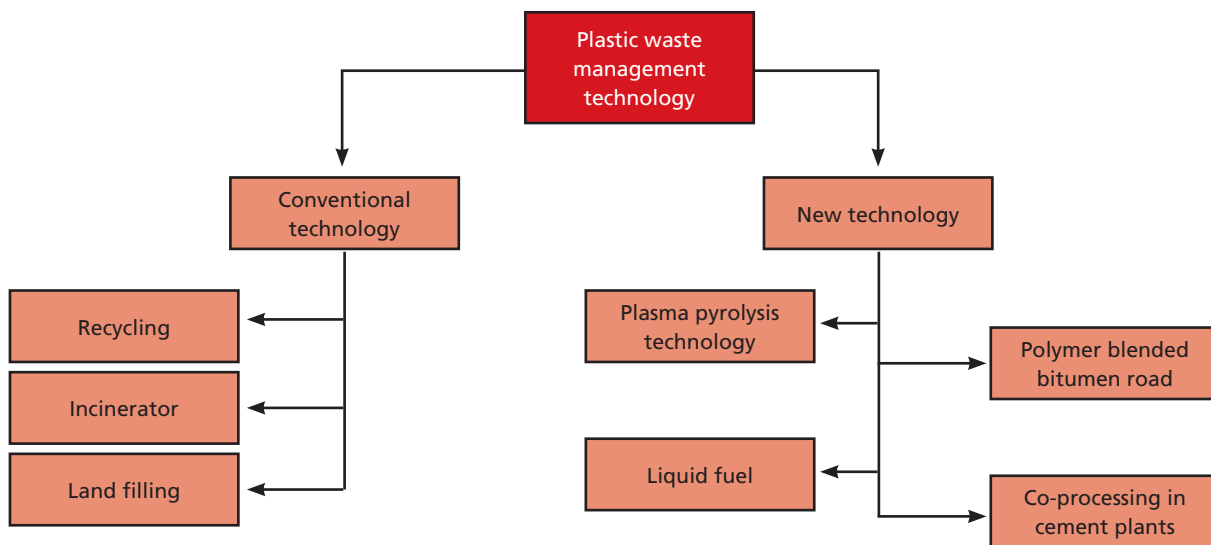 Plastic waste
management
technology
Conventional
technology
New technology
Recycling
Incinerator
Land filling
Plasma pyrolysis
technology
Polymer blended
bitumen road
Liquid fuel
Co-processing in
cement plants